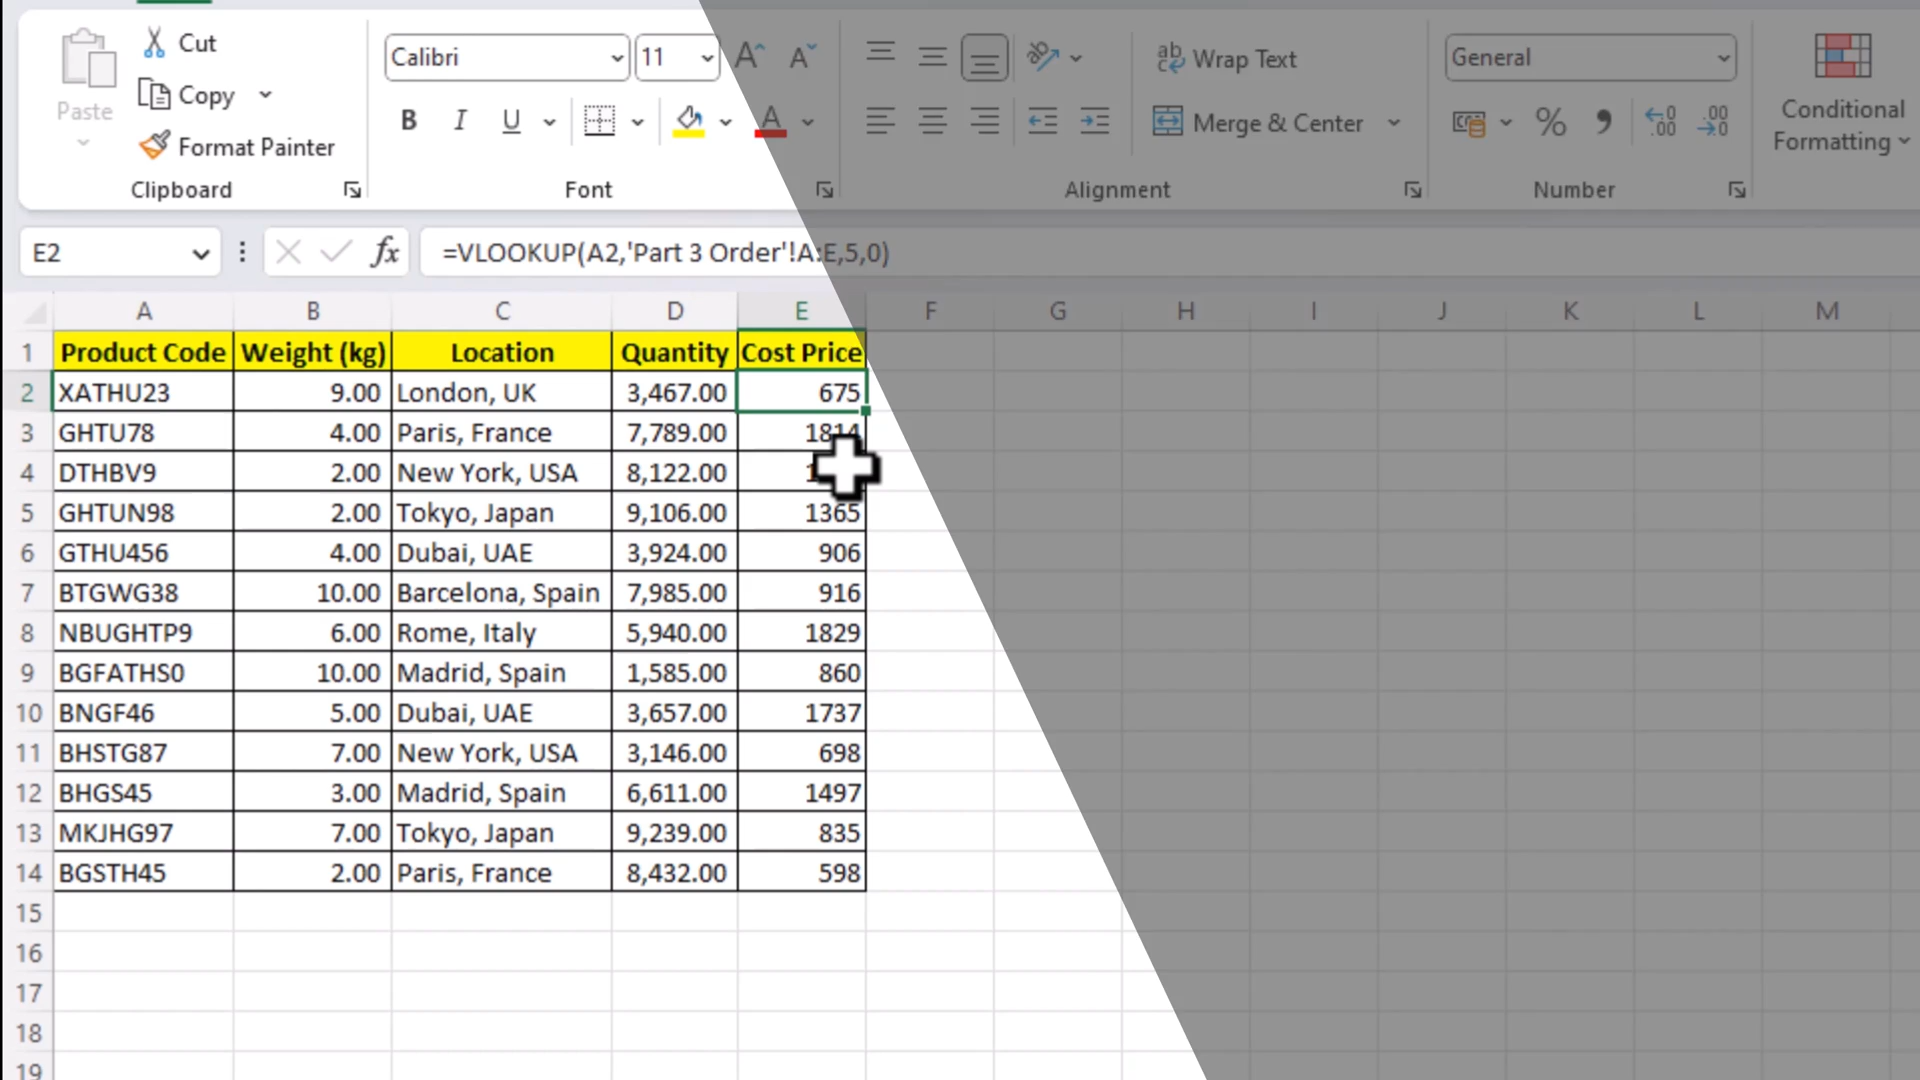 Cut
Calibri 11 A A
ab Wrap Text
General
Copy
Paste
B I U A
Merge & Center
% , .00 .00
Conditional
Formatting
Format Painter
Clipboard Font Alignment Number
E2 fx =VLOOKUP(A2,'Part 3 Order'!A:E,5,0)
A B C D E F G H I J K L M
1 Product Code Weight (kg) Location Quantity Cost Price
2 XATHU23 9.00 London, UK 3,467.00 675
3 GHTU78 4.00 Paris, France 7,789.00 1814
4 DTHBV9 2.00 New York, USA 8,122.00
5 GHTUN98 2.00 Tokyo, Japan 9,106.00 1365
6 GTHU456 4.00 Dubai, UAE 3,924.00 906
7 BTGWG38 10.00 Barcelona, Spain 7,985.00 916
8 NBUGHTP9 6.00 Rome, Italy 5,940.00 1829
9 BGFATHS0 10.00 Madrid, Spain 1,585.00 860
10 BNGF46 5.00 Dubai, UAE 3,657.00 1737
11 BHSTG87 7.00 New York, USA 3,146.00 698
12 BHGS45 3.00 Madrid, Spain 6,611.00 1497
13 MKJHG97 7.00 Tokyo, Japan 9,239.00 835
14 BGSTH45 2.00 Paris, France 8,432.00 598
15
16
17
18
19